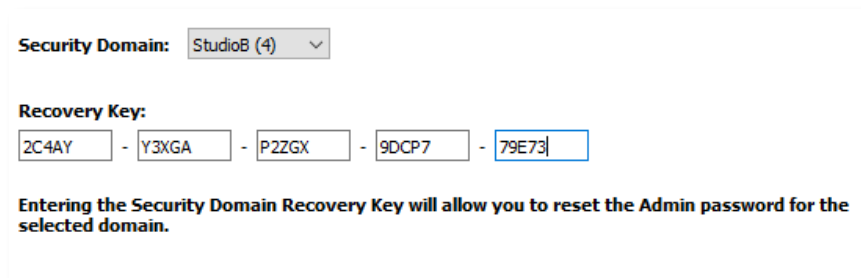 Security Domain: StudioB (4)
Recovery Key:
2C4AY - Y3XGA - P2ZGX - 9DCP7 - 79E73
Entering the Security Domain Recovery Key will allow you to reset the Admin password for the
selected domain.